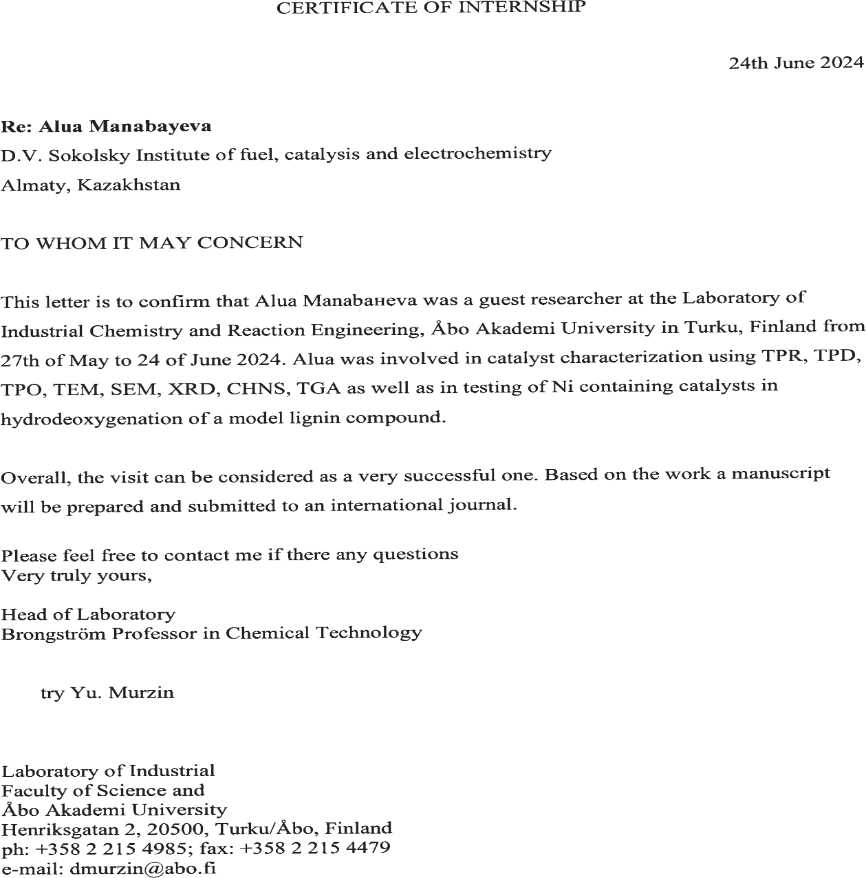 CERTIFICATE OF INTERNSHIP
24th June 2024
Re: Alua Manabayeva
D.V. Sokolsky Institute of fuel, catalysis and electrochemistry
Almaty, Kazakhstan
TO WHOM IT MAY CONCERN
This letter is to confirm that Alua Manabaнeva was a guest researcher at the Laboratory of
Industrial Chemistry and Reaction Engineering, Åbo Akademi University in Turku, Finland from
27th of May to 24 of June 2024. Alua was involved in catalyst characterization using TPR, TPD,
TPO, TEM, SEM, XRD, CHNS, TGA as well as in testing of Ni containing catalysts in
hydrodeoxygenation of a model lignin compound.
Overall, the visit can be considered as a very successful one. Based on the work a manuscript
will be prepared and submitted to an international journal.
Please feel free to contact me if there any questions
Very truly yours,
Head of Laboratory
Brongström Professor in Chemical Technology
try Yu. Murzin
Laboratory of Industrial
Faculty of Science and
Åbo Akademi University
Henriksgatan 2, 20500, Turku/Åbo, Finland
ph: +358 2 215 4985; fax: +358 2 215 4479
e-mail: dmurzin@abo.fi